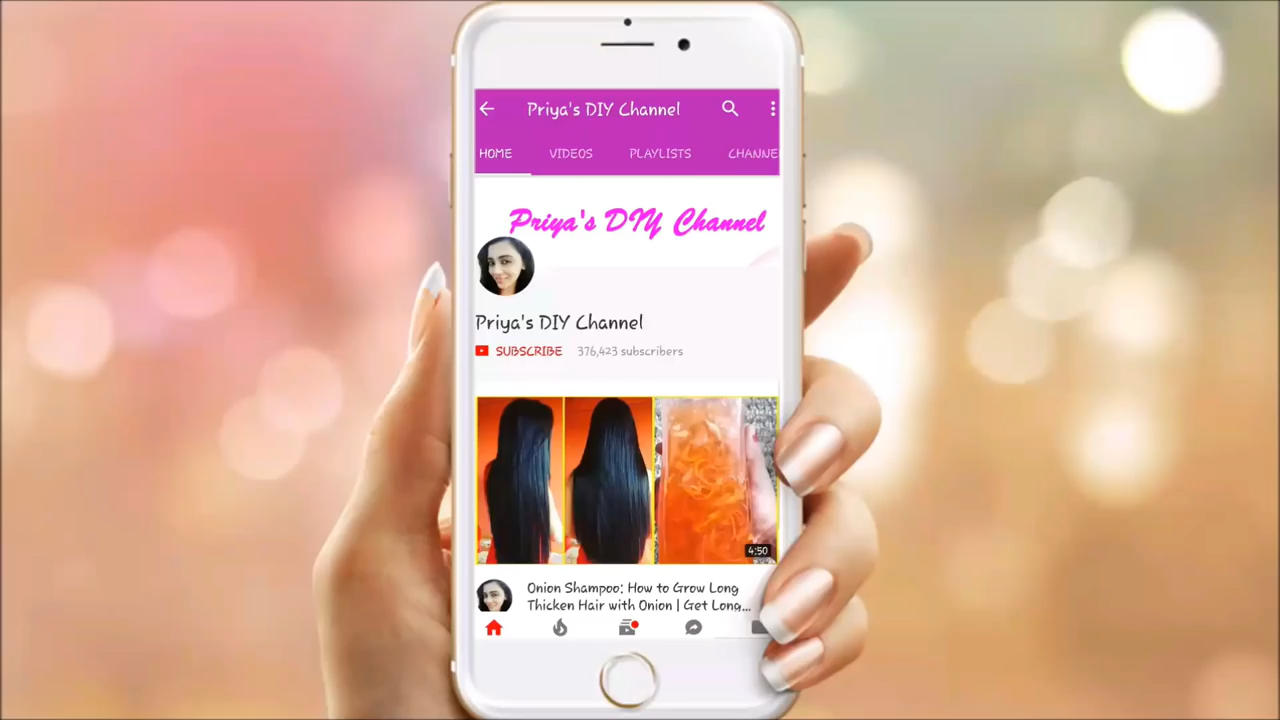 Priya's DIY Channel
HOME VIDEOS PLAYLISTS CHANNE
Priya's DIY Channel
Priya's DIY Channel
SUBSCRIBE 376,423 subscribers
4:50
Onion Shampoo: How to Grow Long
Thicken Hair with Onion | Get Long...